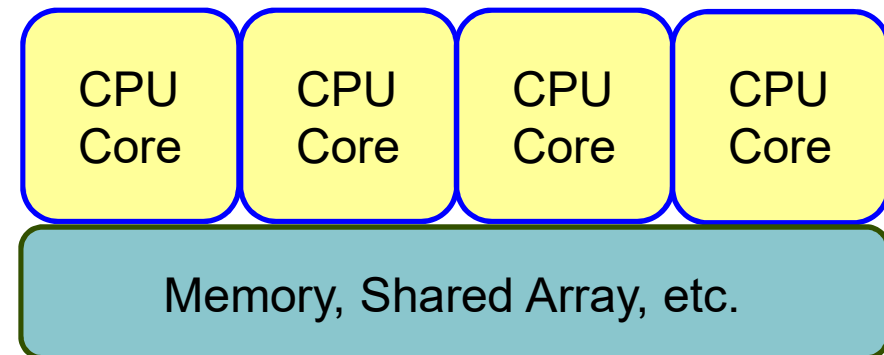 CPU
Core
CPU
Core
CPU
Core
CPU
Core
Memory, Shared Array, etc.